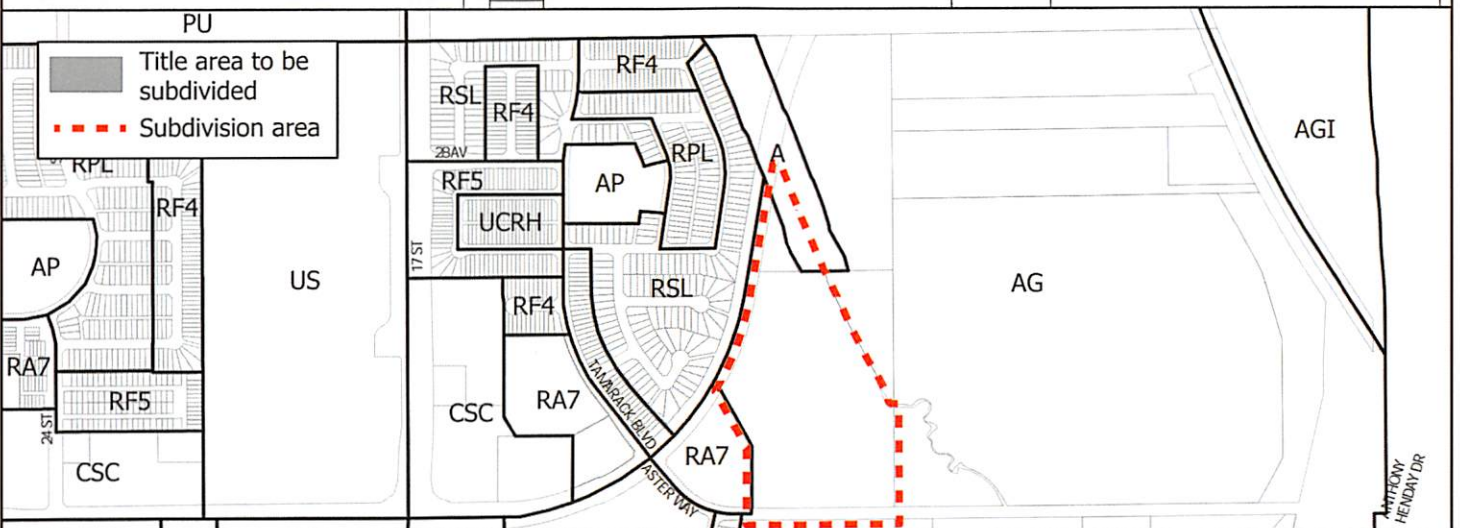 PU
Title area to be
subdivided
Subdivision area
RPL
RF4
AP
RA7
RF5
24 ST
CSC
US
RSL
RF4
RF4
28 AV
RF5
UCRH
17 ST
AP
RPL
RSL
RF4
CSC
RA7
TAMARACK BLVD
RA7
ASTER WAY
A
AG
AGI
ANTHONY
HENDAY DR